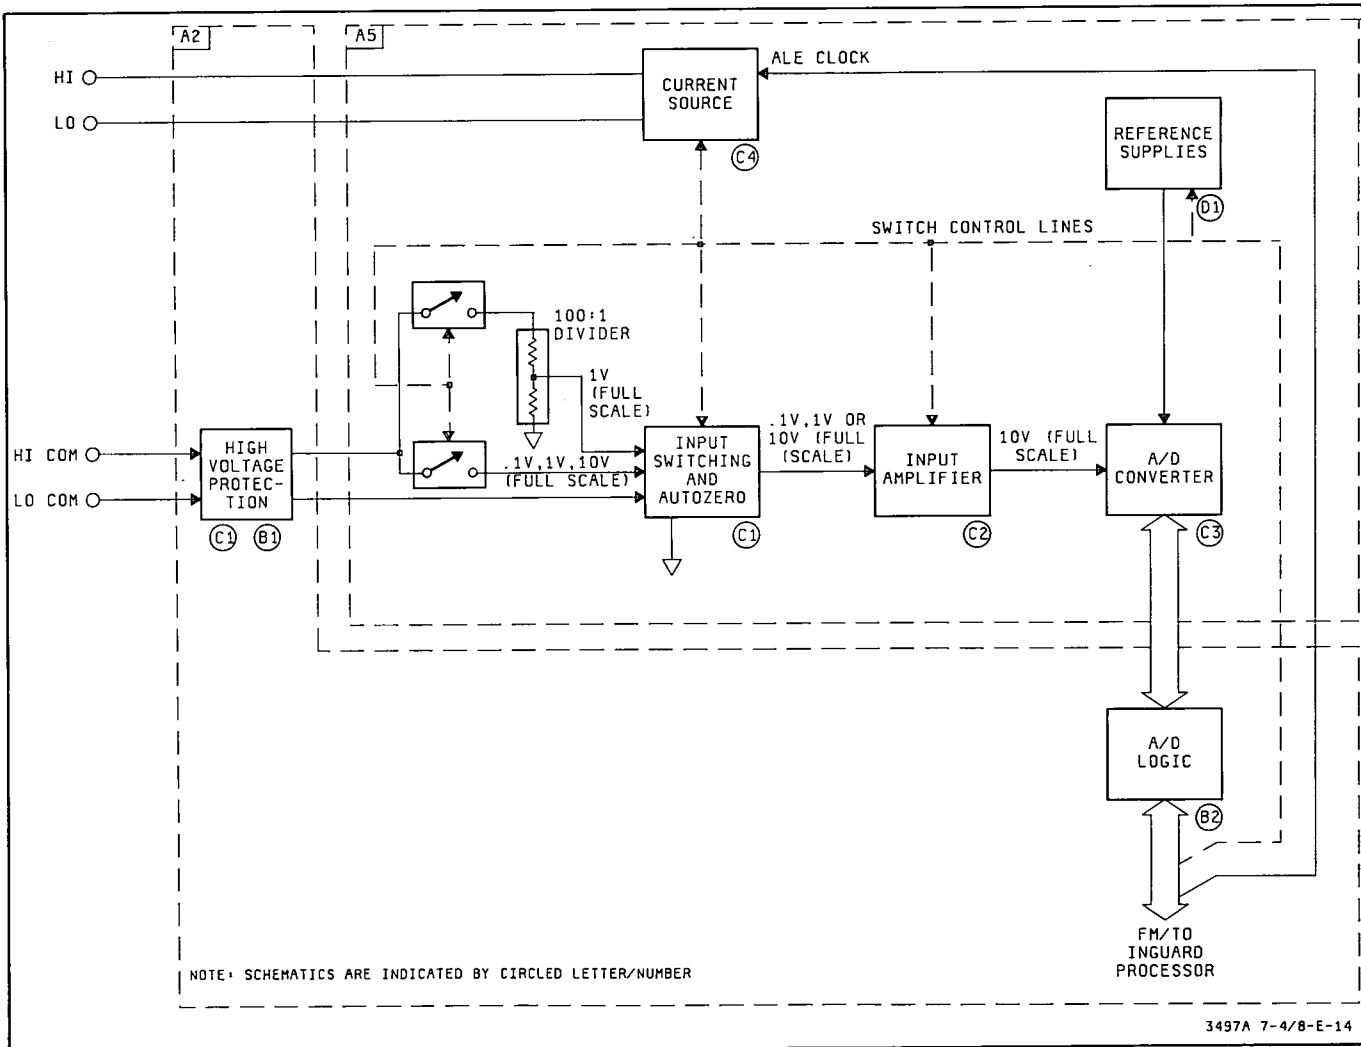 A2
A5
HI
LO
CURRENT
SOURCE
C4
ALE CLOCK
REFERENCE
SUPPLIES
D1
SWITCH CONTROL LINES
100:1
DIVIDER
1V
(FULL
SCALE)
HI COM
LO COM
HIGH
VOLTAGE
PROTEC-
TION
C1
B1
.1V,1V,10V
(FULL SCALE)
INPUT
SWITCHING
AND
AUTOZERO
C1
.1V,1V OR
10V (FULL
(SCALE)
INPUT
AMPLIFIER
C2
10V (FULL
SCALE)
A/D
CONVERTER
C3
A/D
LOGIC
B2
FM/TO
INGUARD
PROCESSOR
NOTE: SCHEMATICS ARE INDICATED BY CIRCLED LETTER/NUMBER
3497A 7-4/8-E-14